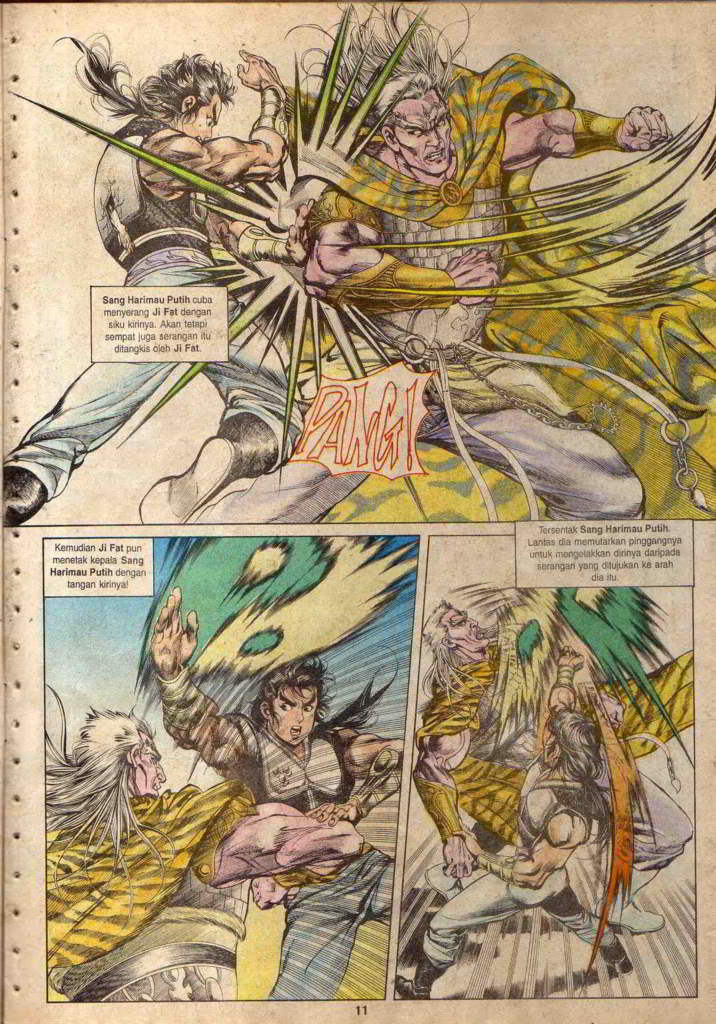 Sang Harimau Putih cuba
menyerang Ji Fat dengan
siku kirinya. Akan tetapi
sempat juga serangan itu
ditangkis oleh Ji Fat.
PANG!
Kemudian Ji Fat pun
menetak kepala Sang
Harimau Putih dengan
tangan kirinya!
Tersentak Sang Harimau Putih.
Lantas dia memutarkan pinggangnya
untuk mengelakkan dirinya daripada
serangan yang ditujukan ke arah
dia itu.
11